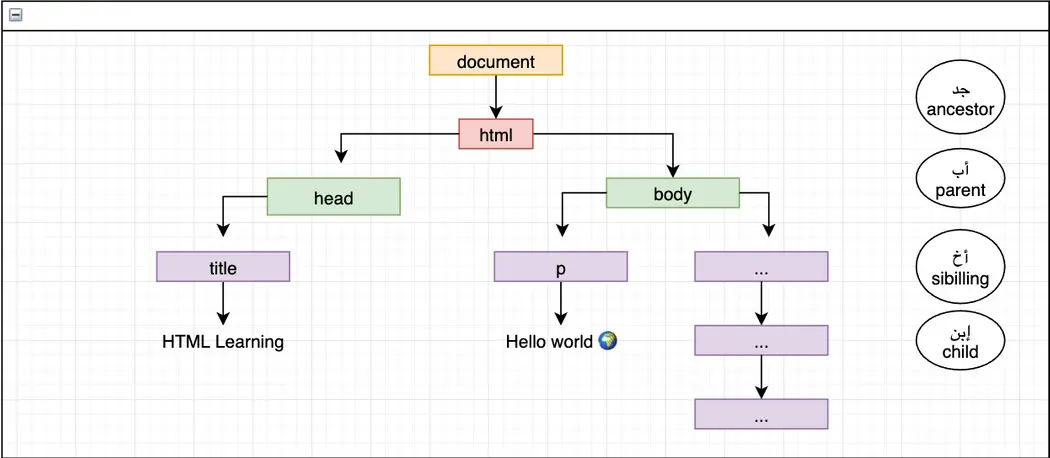 document
html
head
body
title
p
...
HTML Learning
Hello world 🌍
...
...
جد
ancestor
أب
parent
أخ
sibilling
إبن
child